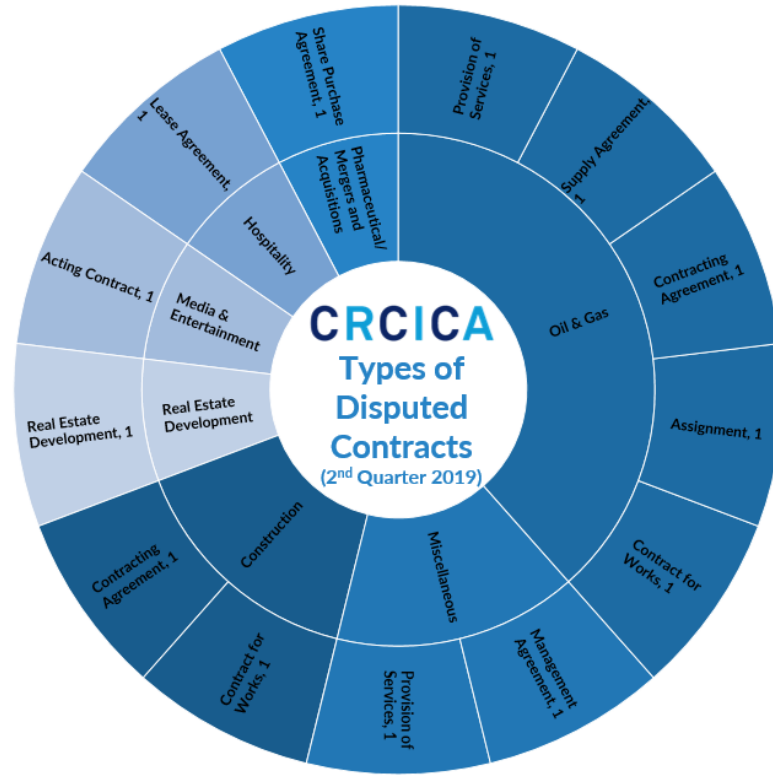 CRCICA
Types of
Disputed
Contracts
(2nd Quarter 2019)
Oil & Gas
Provision of
Services, 1
Supply Agreement,
1
Contracting
Agreement, 1
Assignment, 1
Contract for
Works, 1
Miscellaneous
Management
Agreement, 1
Provision of
Services, 1
Construction
Contract for
Works, 1
Contracting
Agreement, 1
Real Estate
Development
Real Estate
Development, 1
Media &
Entertainment
Acting Contract, 1
Hospitality
Lease Agreement,
1
Pharmaceutical/
Mergers and
Acquisitions
Share Purchase
Agreement, 1